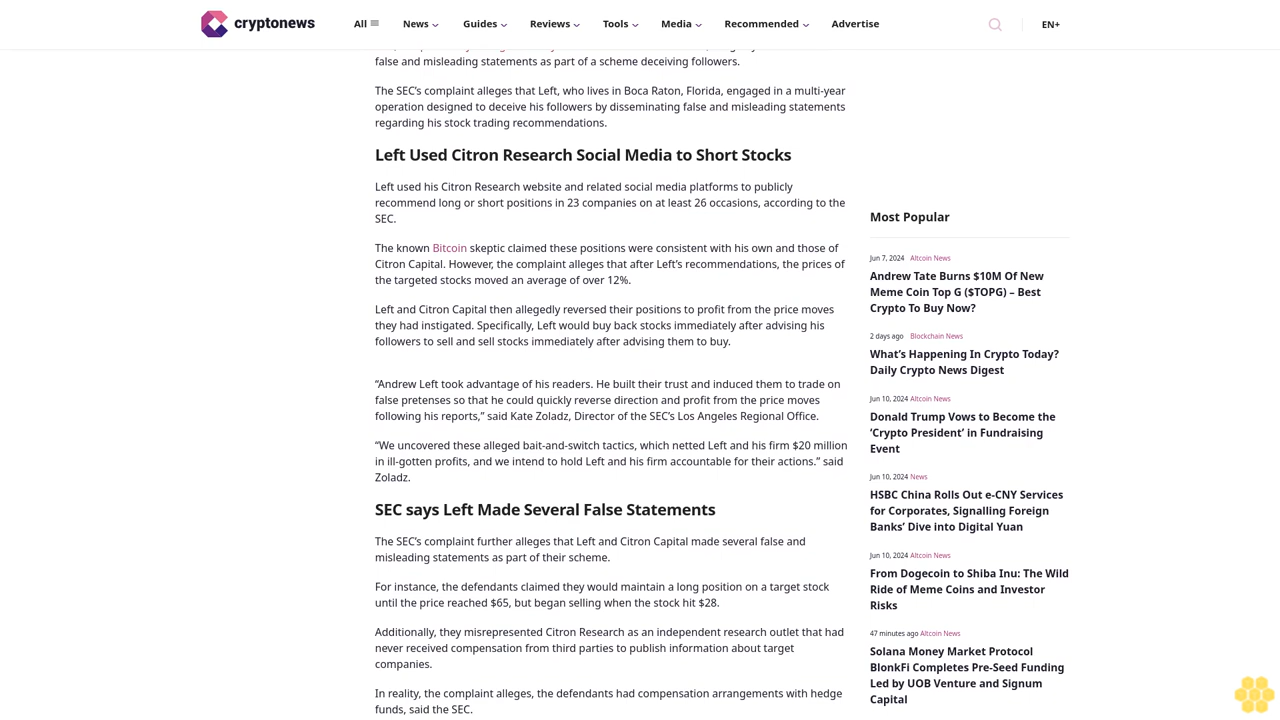 cryptonews
All
News
Guides
Reviews
Tools
Media
Recommended
Advertise
EN+
false and misleading statements as part of a scheme deceiving followers.
The SEC’s complaint alleges that Left, who lives in Boca Raton, Florida, engaged in a multi-year
operation designed to deceive his followers by disseminating false and misleading statements
regarding his stock trading recommendations.
Left Used Citron Research Social Media to Short Stocks
Left used his Citron Research website and related social media platforms to publicly
recommend long or short positions in 23 companies on at least 26 occasions, according to the
SEC.
The known Bitcoin skeptic claimed these positions were consistent with his own and those of
Citron Capital. However, the complaint alleges that after Left’s recommendations, the prices of
the targeted stocks moved an average of over 12%.
Left and Citron Capital then allegedly reversed their positions to profit from the price moves
they had instigated. Specifically, Left would buy back stocks immediately after advising his
followers to sell and sell stocks immediately after advising them to buy.
“Andrew Left took advantage of his readers. He built their trust and induced them to trade on
false pretenses so that he could quickly reverse direction and profit from the price moves
following his reports,” said Kate Zoladz, Director of the SEC’s Los Angeles Regional Office.
“We uncovered these alleged bait-and-switch tactics, which netted Left and his firm $20 million
in ill-gotten profits, and we intend to hold Left and his firm accountable for their actions.” said
Zoladz.
SEC says Left Made Several False Statements
The SEC’s complaint further alleges that Left and Citron Capital made several false and
misleading statements as part of their scheme.
For instance, the defendants claimed they would maintain a long position on a target stock
until the price reached $65, but began selling when the stock hit $28.
Additionally, they misrepresented Citron Research as an independent research outlet that had
never received compensation from third parties to publish information about target
companies.
In reality, the complaint alleges, the defendants had compensation arrangements with hedge
funds, said the SEC.
Most Popular
Jun 7, 2024 Altcoin News
Andrew Tate Burns $10M Of New
Meme Coin Top G ($TOPG) – Best
Crypto To Buy Now?
2 days ago Blockchain News
What’s Happening In Crypto Today?
Daily Crypto News Digest
Jun 10, 2024 Altcoin News
Donald Trump Vows to Become the
‘Crypto President’ in Fundraising
Event
Jun 10, 2024 News
HSBC China Rolls Out e-CNY Services
for Corporates, Signalling Foreign
Banks’ Dive into Digital Yuan
Jun 10, 2024 Altcoin News
From Dogecoin to Shiba Inu: The Wild
Ride of Meme Coins and Investor
Risks
47 minutes ago Altcoin News
Solana Money Market Protocol
BlonkFi Completes Pre-Seed Funding
Led by UOB Venture and Signum
Capital